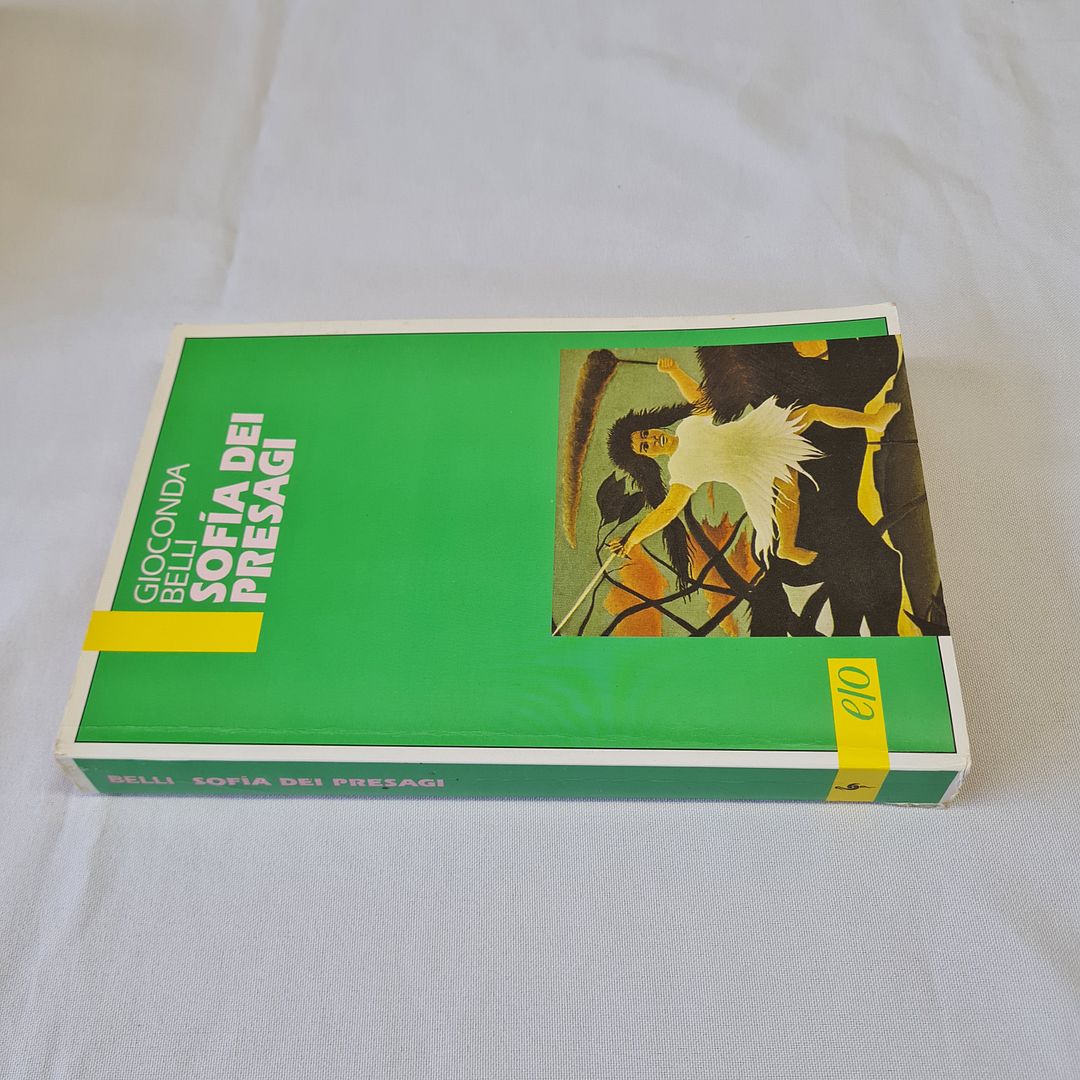 GIOCONDA
BELLI
SOFÍA DEI
PRESAGI
e/o
BELLI SOFÍA DEI PRESAGI